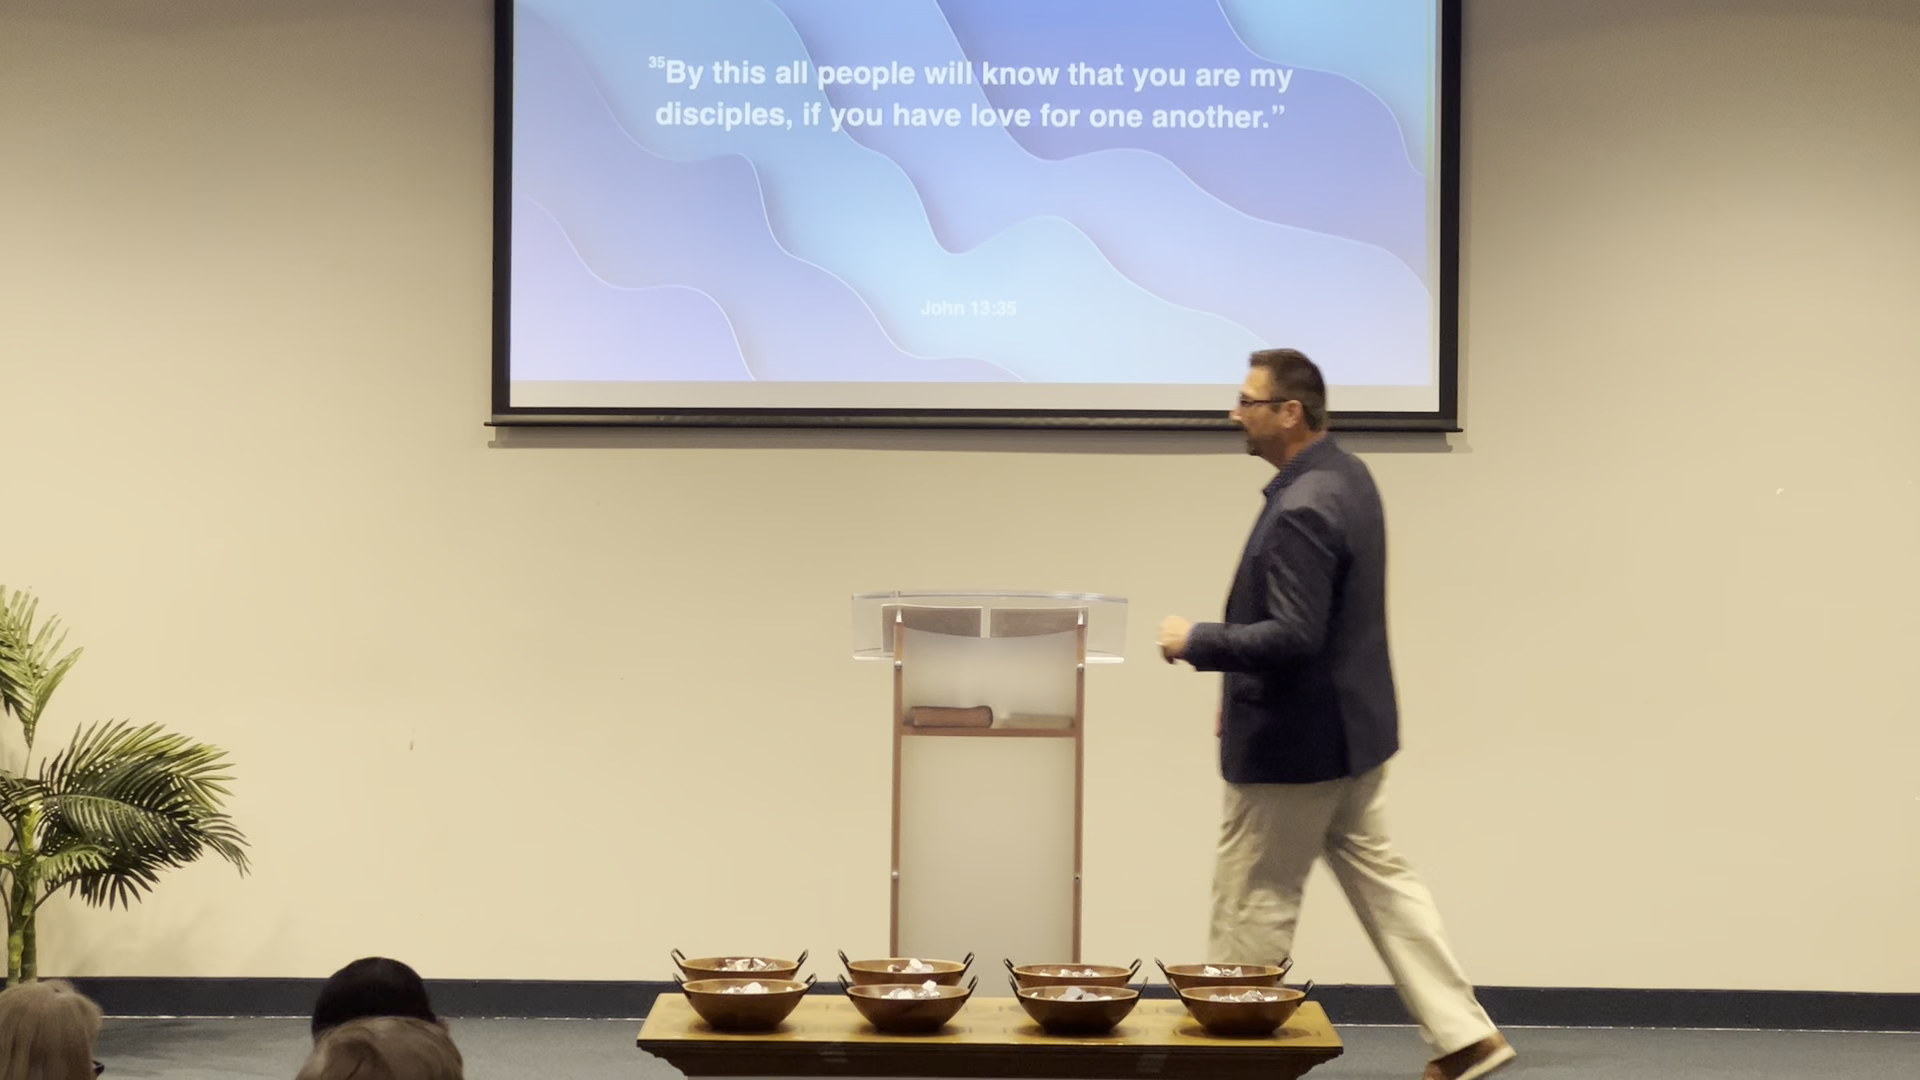 ³⁵By this all people will know that you are my
disciples, if you have love for one another.”
John 13:35